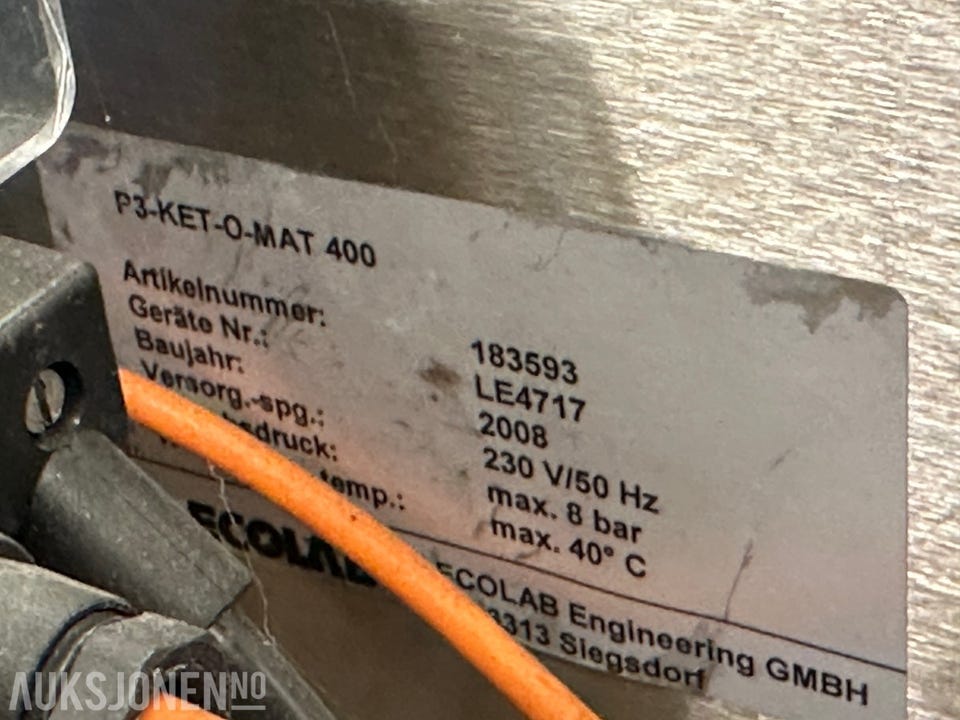 P3-KET-O-MAT 400
Artikelnummer: 183593
Geräte Nr.: LE4717
Baujahr: 2008
Versorg.-spg.: 230 V/50 Hz
max. 8 bar
max. 40° C
ECOLAB
ECOLAB Engineering GMBH
Siegsdorf
AUKSJONEN NO